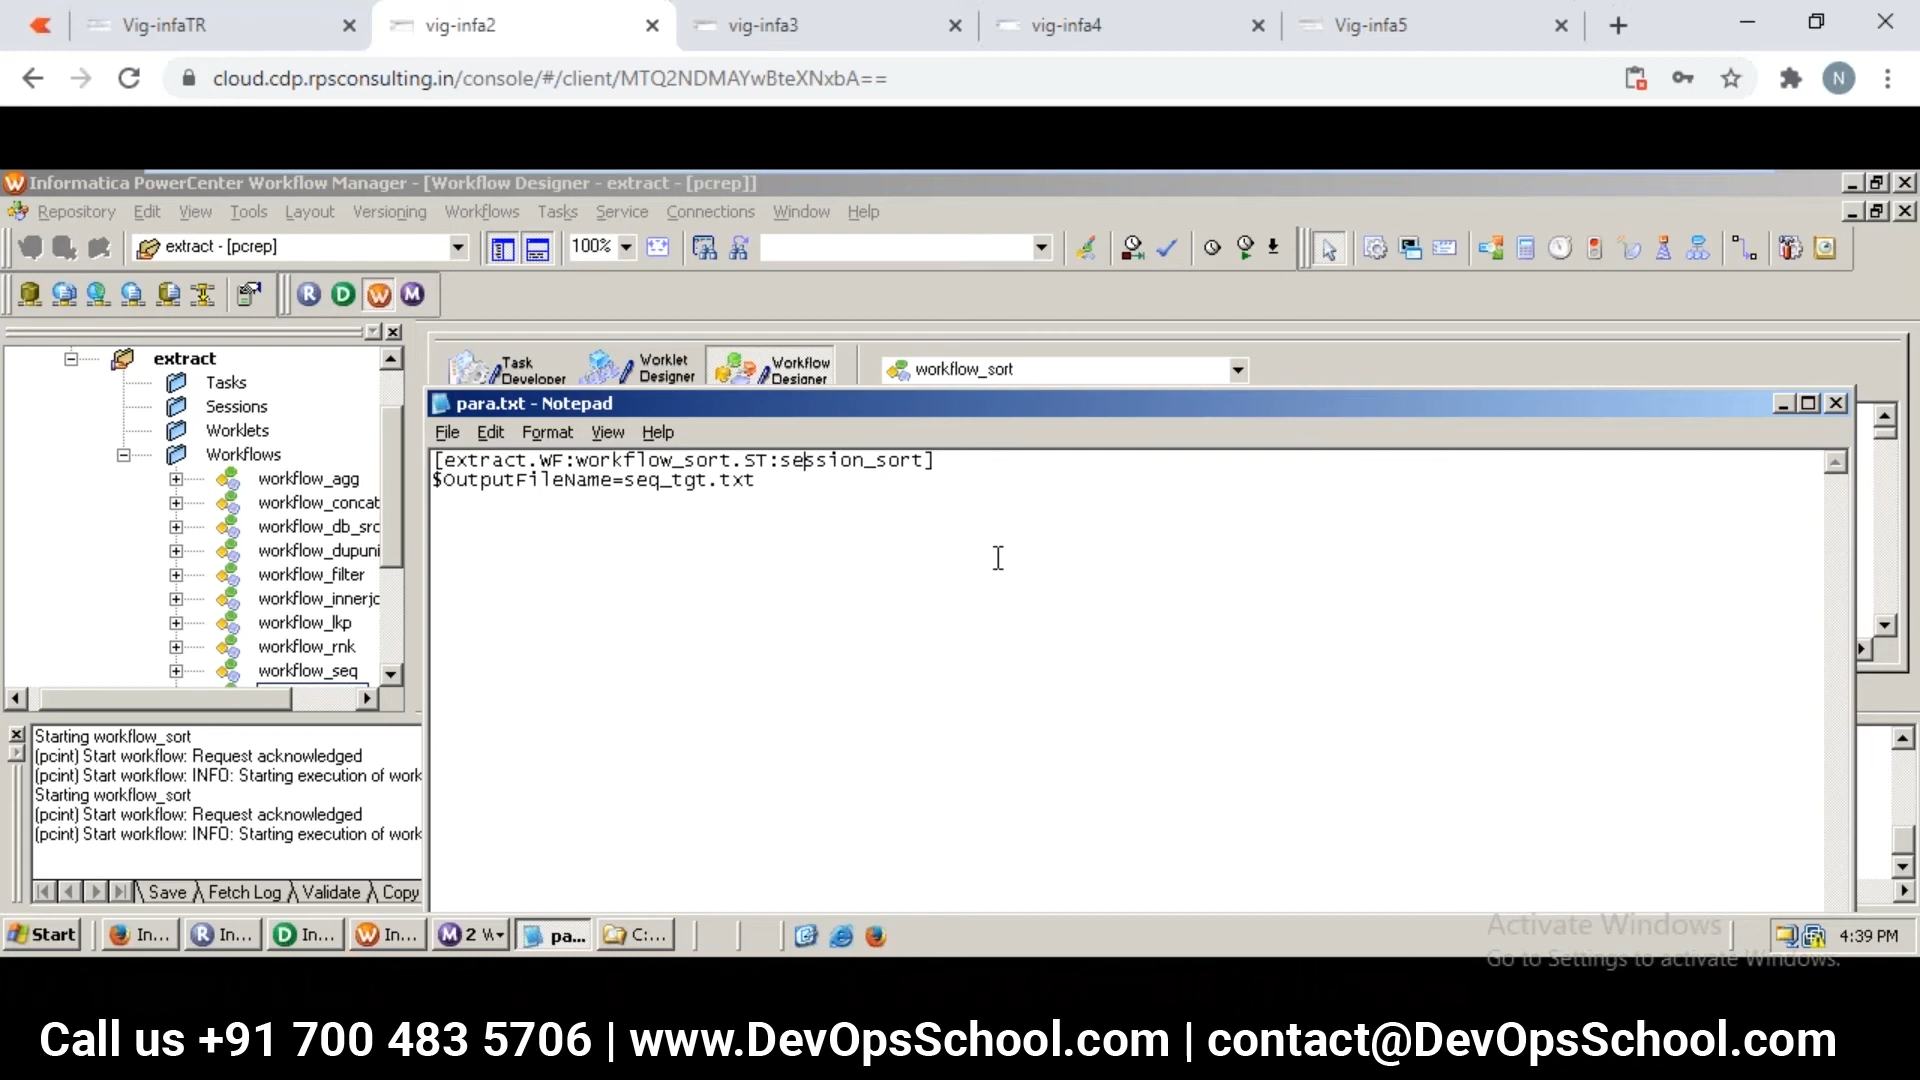 Vig-infaTR
vig-infa2
vig-infa3
vig-infa4
Vig-infa5
cloud.cdp.rpsconsulting.in/console/#/client/MTQ2NDMAYwBteXNxbA==
N
Informatica PowerCenter Workflow Manager - [Workflow Designer - extract - [pcrep]]
Repository Edit View Tools Layout Versioning Workflows Tasks Service Connections Window Help
extract - [pcrep]
100%
R D W M
extract
Tasks
Sessions
Worklets
Workflows
workflow_agg
workflow_concat
workflow_db_src
workflow_dupuni
workflow_filter
workflow_innerjc
workflow_lkp
workflow_rnk
workflow_seq
Task Developer
Worklet Designer
Workflow Designer
workflow_sort
para.txt - Notepad
File Edit Format View Help
[extract.WF:workflow_sort.ST:session_sort]
$OutputFileName=seq_tgt.txt
Starting workflow_sort
(pcint) Start workflow: Request acknowledged
(pcint) Start workflow: INFO: Starting execution of work
Starting workflow_sort
(pcint) Start workflow: Request acknowledged
(pcint) Start workflow: INFO: Starting execution of work
Save Fetch Log Validate Copy
Start In... In... In... In... 2 W pa... C:... 4:39 PM
Activate Windows
Go to Settings to activate Windows.
Call us +91 700 483 5706 | www.DevOpsSchool.com | contact@DevOpsSchool.com